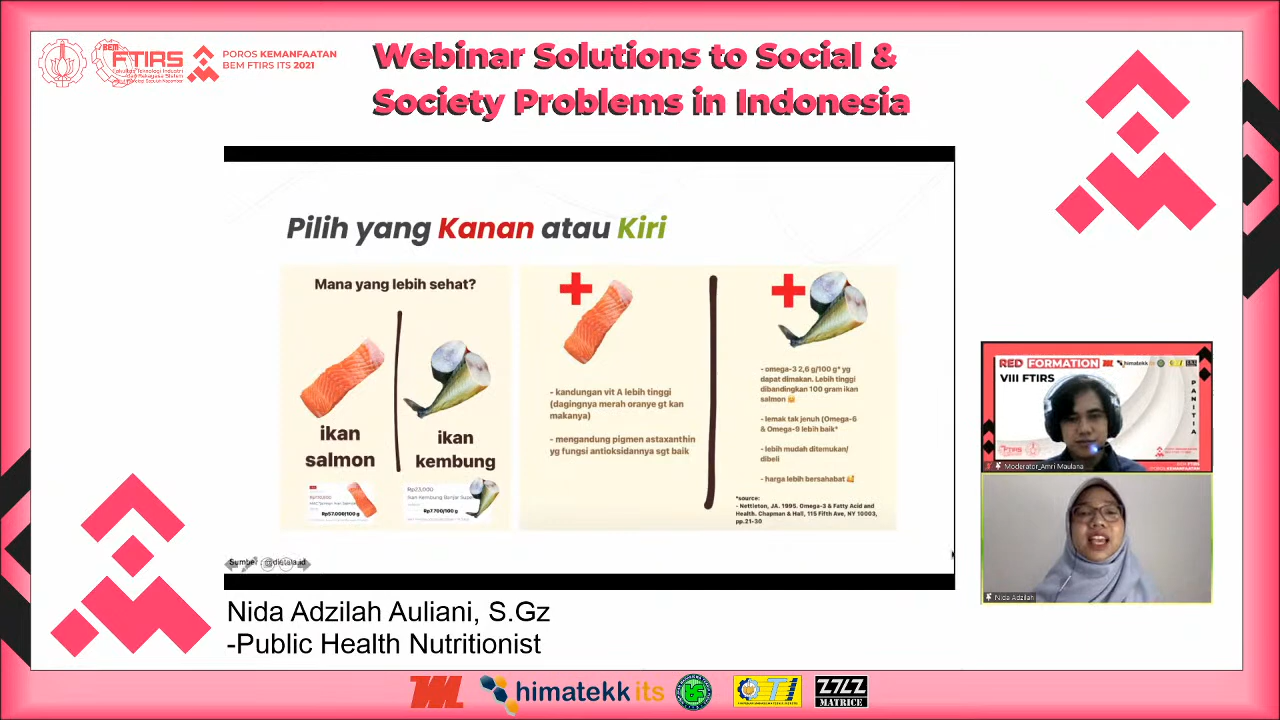 BEM
FTIRS
POROS KEMANFAATAN
BEM FTIRS ITS 2021
Webinar Solutions to Social &
Society Problems in Indonesia
Pilih yang Kanan atau Kiri
Mana yang lebih sehat?
ikan
salmon
ikan
kembung
Rp57.000/100 g
Rp23,000
Ikan Kembung Banjar
Rp7.700/100 g
- kandungan vit A lebih tinggi
(dagingnya merah oranye gt kan
makanya)
- mengandung pigmen astaxanthin
yg fungsi antioksidannya sgt baik
- omega-3 2,6 g/100 g* yg
dapat dimakan. Lebih tinggi
dibandingkan 100 gram ikan
salmon 😊
- lemak tak jenuh (Omega-6
& Omega-9 lebih baik*
- lebih mudah ditemukan/
dibeli
- harga lebih bersahabat 🥰
*source:
- Nettleton, JA. 1995. Omega-3 & Fatty Acid and
Health. Chapman & Hall, 115 Fifth Ave, NY 10003,
pp.21-30
Sumber : @dietela.id
RED FORMATION
himatekk
VIII FTIRS
PANITIA
Moderator_Amri Maulana
Nida Adzilah
Nida Adzilah Auliani, S.Gz
-Public Health Nutritionist
himatekk its
MATRICE